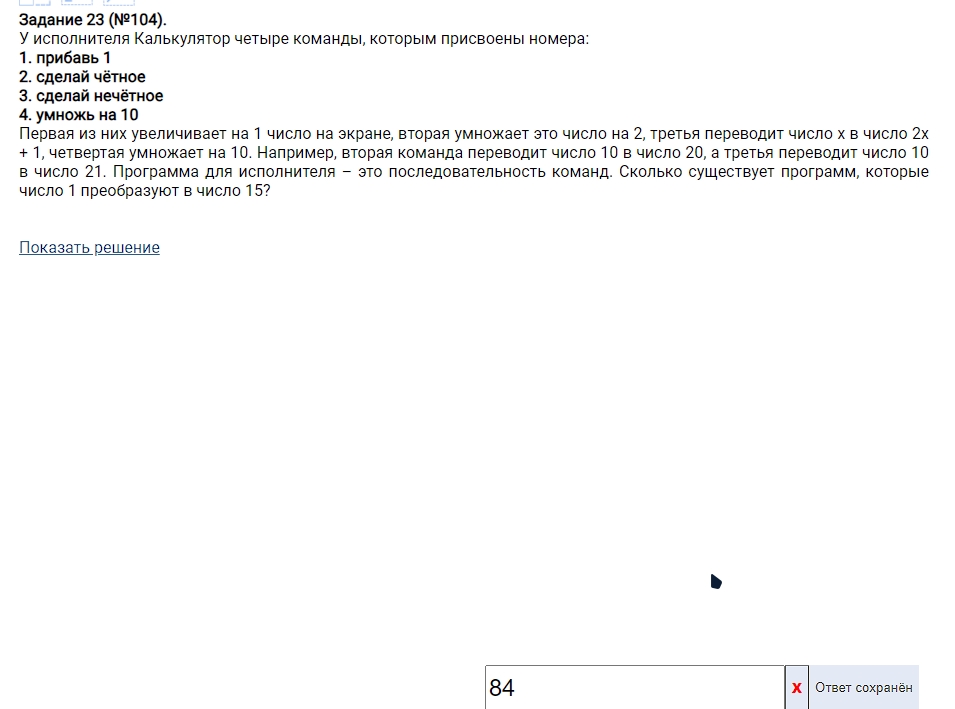 Задание 23 (№104).
У исполнителя Калькулятор четыре команды, которым присвоены номера:
1. прибавь 1
2. сделай чётное
3. сделай нечётное
4. умножь на 10
Первая из них увеличивает на 1 число на экране, вторая умножает это число на 2, третья переводит число x в число 2x
+ 1, четвертая умножает на 10. Например, вторая команда переводит число 10 в число 20, а третья переводит число 10
в число 21. Программа для исполнителя – это последовательность команд. Сколько существует программ, которые
число 1 преобразуют в число 15?
Показать решение
84
x
Ответ сохранён